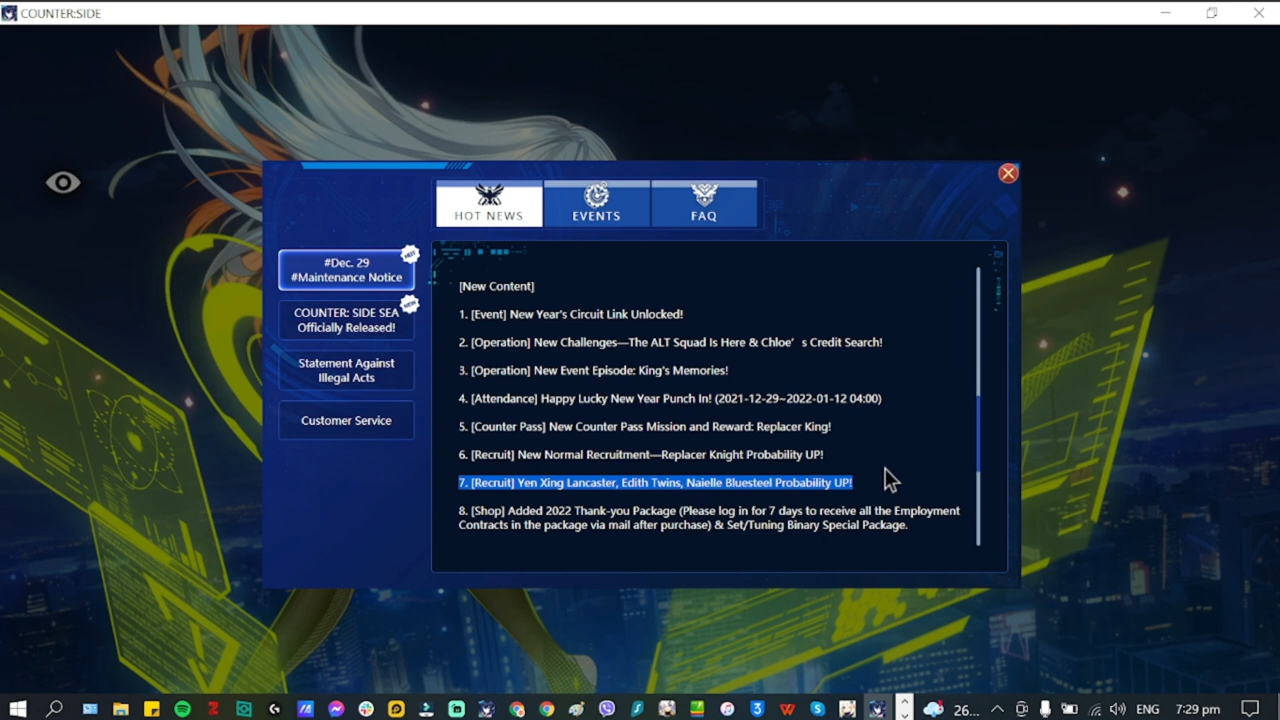 COUNTER:SIDE
HOT NEWS
EVENTS
FAQ
#Dec. 29
#Maintenance Notice
HOT
COUNTER: SIDE SEA
Officially Released!
NEW
Statement Against
Illegal Acts
Customer Service
[New Content]
1. [Event] New Year's Circuit Link Unlocked!
2. [Operation] New Challenges—The ALT Squad Is Here & Chloe’s Credit Search!
3. [Operation] New Event Episode: King's Memories!
4. [Attendance] Happy Lucky New Year Punch In! (2021-12-29~2022-01-12 04:00)
5. [Counter Pass] New Counter Pass Mission and Reward: Replacer King!
6. [Recruit] New Normal Recruitment—Replacer Knight Probability UP!
7. [Recruit] Yen Xing Lancaster, Edith Twins, Naielle Bluesteel Probability UP!
8. [Shop] Added 2022 Thank-you Package (Please log in for 7 days to receive all the Employment
Contracts in the package via mail after purchase) & Set/Tuning Binary Special Package.
26...
ENG
7:29 pm